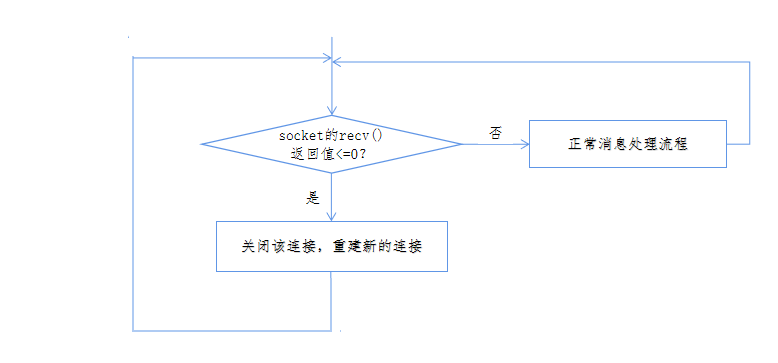 socket的recv()
返回值<=0?
否
正常消息处理流程
是
关闭该连接，重建新的连接